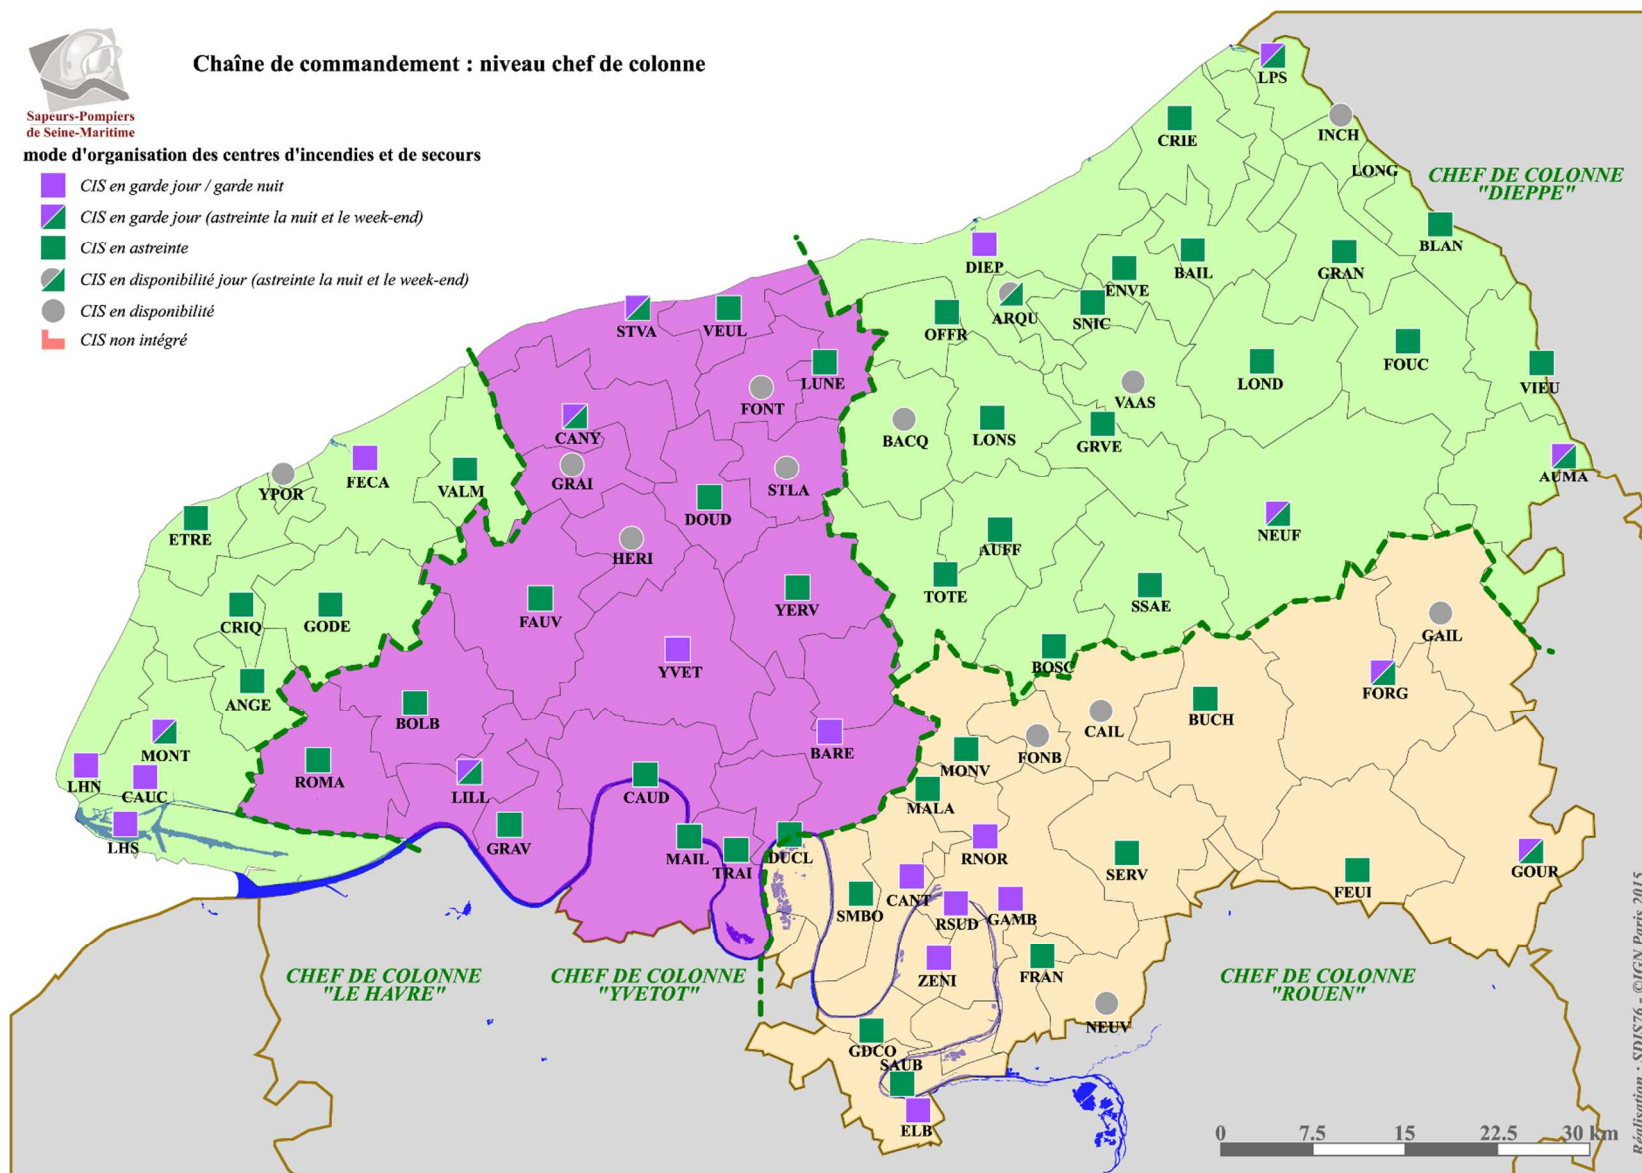 Chaîne de commandement : niveau chef de colonne
Sapeurs-Pompiers
de Seine-Maritime
mode d'organisation des centres d'incendies et de secours
CIS en garde jour / garde nuit
CIS en garde jour (astreinte la nuit et le week-end)
CIS en astreinte
CIS en disponibilité jour (astreinte la nuit et le week-end)
CIS en disponibilité
CIS non intégré
LPS
CRIE
INCH
LONG
CHEF DE COLONNE
"DIEPPE"
BLAN
DIEP
BAIL
GRAN
ENVE
ARQU
SNIC
OFFR
STVA
VEUL
LUNE
FONT
FOUC
LOND
VIEU
VAAS
CANY
BACQ
LONS
GRVE
AUMA
YPOR
FECA
VALM
GRAI
STLA
DOUD
ETRE
NEUF
HERI
AUFF
CRIQ
GODE
FAUV
YERV
TOTE
SSAE
GAIL
YVET
BOSC
ANGE
BOLB
FORG
BUCH
MONT
CAIL
BARE
FONB
MONV
LHN
CAUC
ROMA
LILL
CAUD
MALA
LHS
GRAV
MAIL
TRAI
DUCL
RNOR
SERV
GOUR
FEUI
CANT
SMBO
RSUD
GAMB
ZENI
FRAN
CHEF DE COLONNE
"LE HAVRE"
CHEF DE COLONNE
"YVETOT"
CHEF DE COLONNE
"ROUEN"
NEUV
GDCO
SAUB
ELB
0 7.5 15 22.5 30 km
Réalisation : SDIS76 - ©IGN Paris 2015